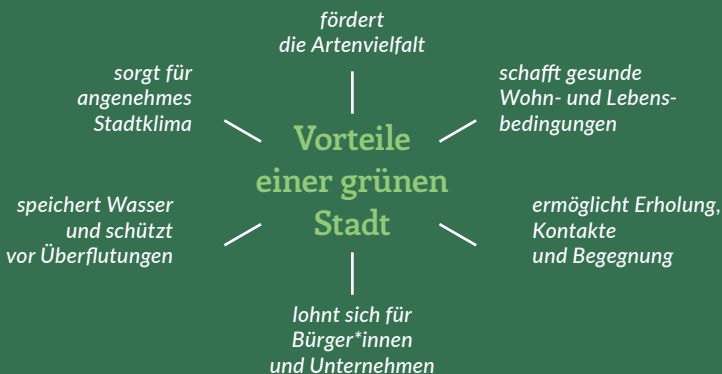 fördert
die Artenvielfalt
sorgt für
angenehmes
Stadtklima
schafft gesunde
Wohn- und Lebens-
bedingungen
Vorteile
einer grünen
Stadt
speichert Wasser
und schützt
vor Überflutungen
ermöglicht Erholung,
Kontakte
und Begegnung
lohnt sich für
Bürger*innen
und Unternehmen